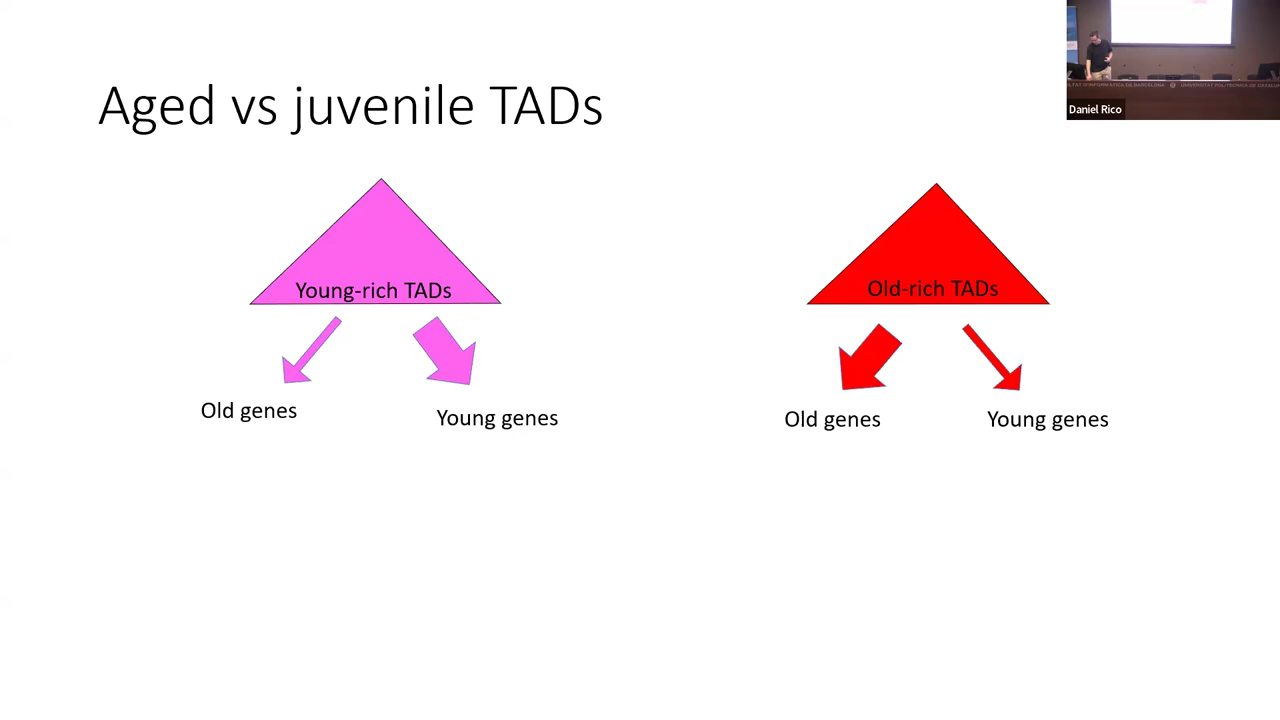 Aged vs juvenile TADs
Daniel Rico
Young-rich TADs
Old-rich TADs
Old genes
Young genes
Old genes
Young genes